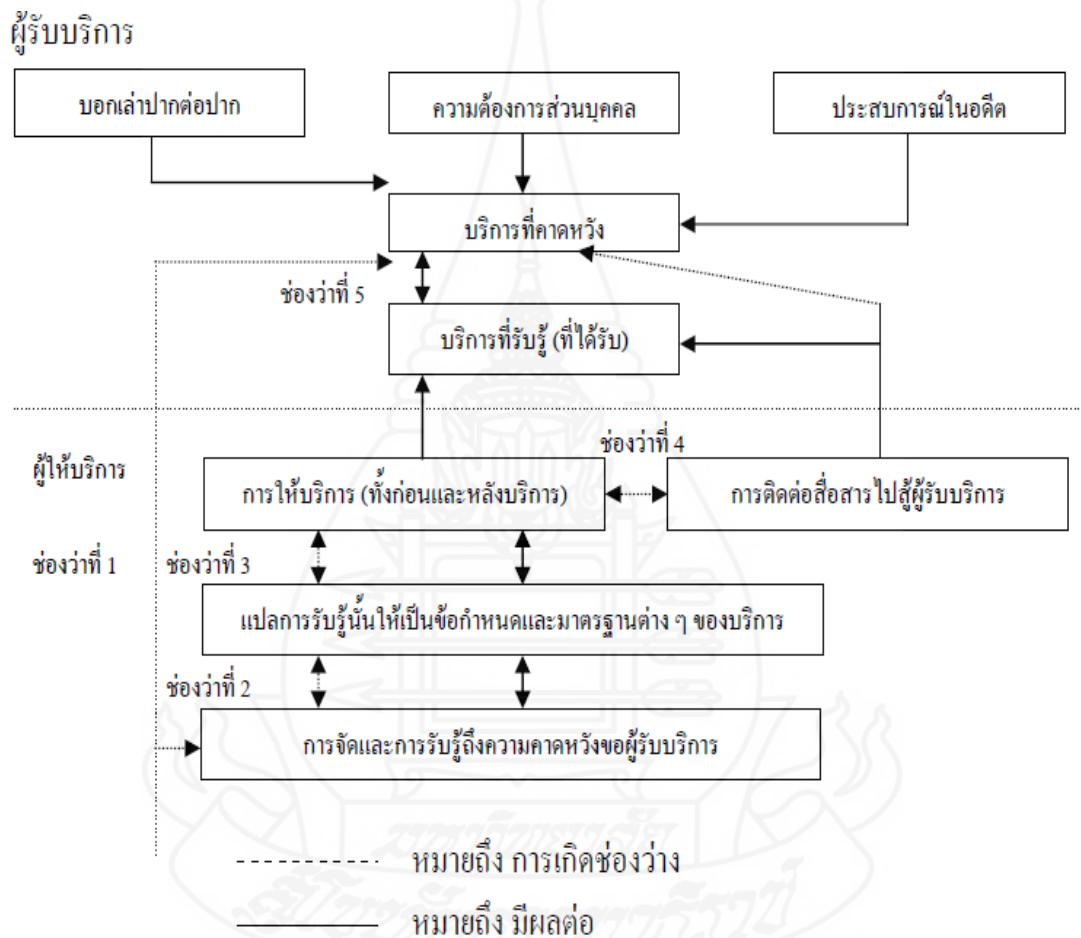 ผู้รับบริการ
บอกเล่าปากต่อปาก
ความต้องการส่วนบุคคล
ประสบการณ์ในอดีต
บริการที่คาดหวัง
ช่องว่าที่ 5
บริการที่รับรู้ (ที่ได้รับ)
ช่องว่าที่ 4
ผู้ให้บริการ
การให้บริการ (ทั้งก่อนและหลังบริการ)
การติดต่อสื่อสารไปสู้ผู้รับบริการ
ช่องว่าที่ 1
ช่องว่าที่ 3
แปลการรับรู้นั้นให้เป็นข้อกำหนดและมาตรฐานต่าง ๆ ของบริการ
ช่องว่าที่ 2
การจัดและการรับรู้ถึงความคาดหวังขอผู้รับบริการ
หมายถึง การเกิดช่องว่าง
หมายถึง มีผลต่อ